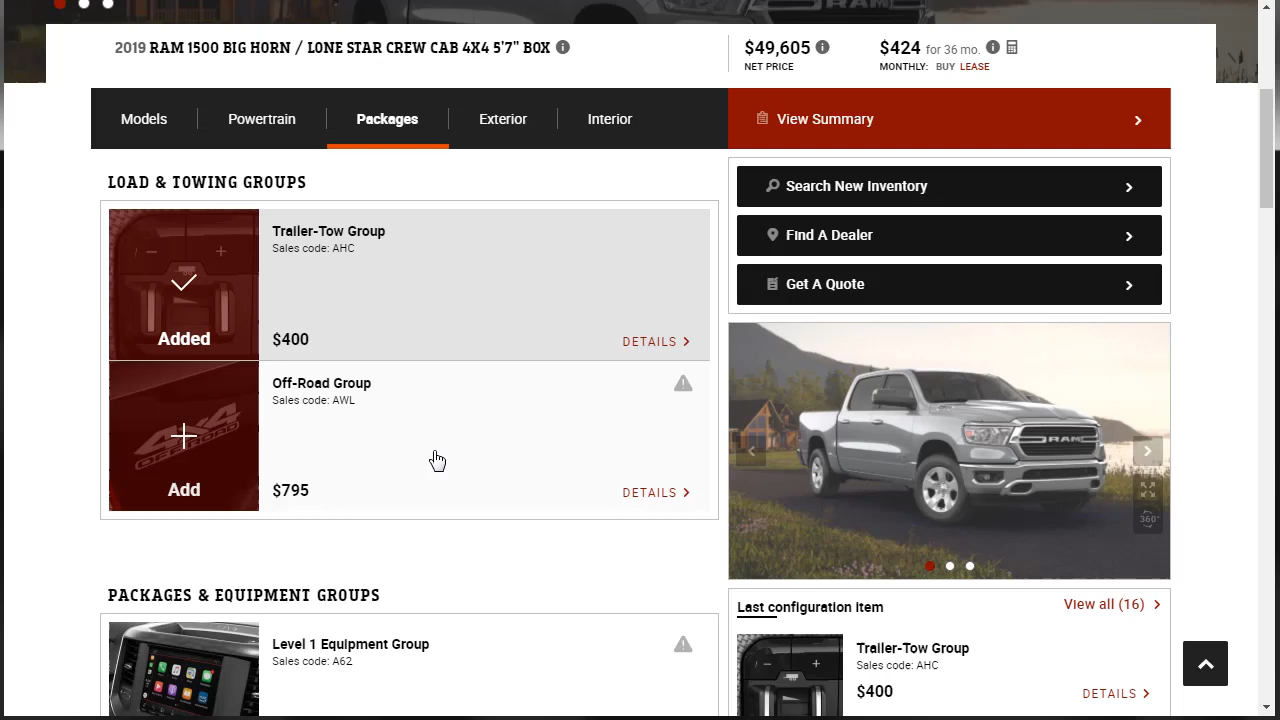 2019 RAM 1500 BIG HORN / LONE STAR CREW CAB 4X4 5'7" BOX
$49,605
NET PRICE
$424 for 36 mo.
MONTHLY: BUY LEASE
Models
Powertrain
Packages
Exterior
Interior
View Summary
LOAD & TOWING GROUPS
Trailer-Tow Group
Sales code: AHC
Added
$400
DETAILS
Off-Road Group
Sales code: AWL
4X4
OFFROAD
Add
$795
DETAILS
PACKAGES & EQUIPMENT GROUPS
Level 1 Equipment Group
Sales code: A62
Search New Inventory
Find A Dealer
Get A Quote
RAM
360°
Last configuration item
View all (16)
Trailer-Tow Group
Sales code: AHC
$400
DETAILS